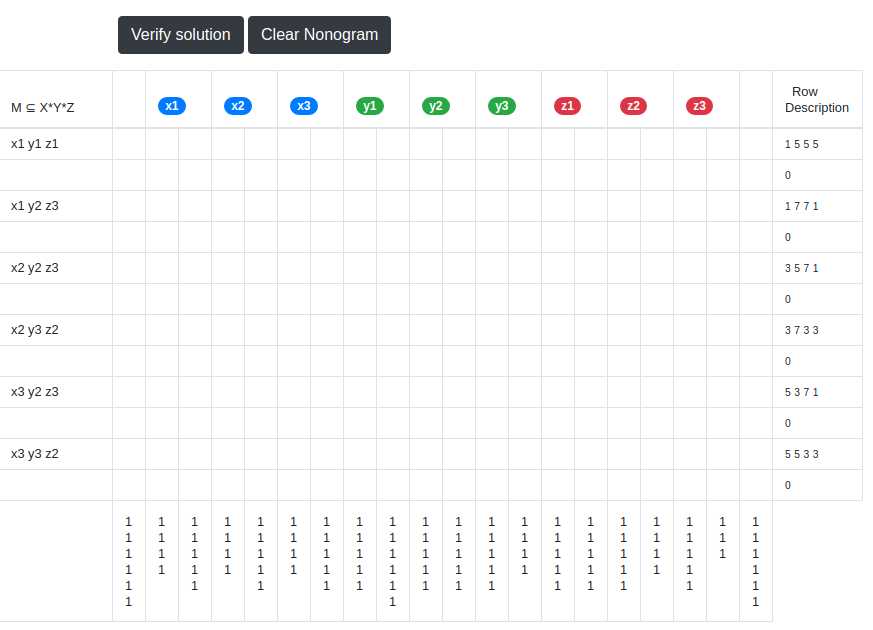 Verify solution Clear Nonogram
M ⊆ X*Y*Z x1 x2 x3 y1 y2 y3 z1 z2 z3 Row
Description
x1 y1 z1 1 5 5 5
0
x1 y2 z3 1 7 7 1
0
x2 y2 z3 3 5 7 1
0
x2 y3 z2 3 7 3 3
0
x3 y2 z3 5 3 7 1
0
x3 y3 z2 5 5 3 3
0
1 1 1 1 1 1 1 1 1 1 1 1 1 1 1 1 1 1 1 1
1 1 1 1 1 1 1 1 1 1 1 1 1 1 1 1 1 1 1 1
1 1 1 1 1 1 1 1 1 1 1 1 1 1 1 1 1 1 1 1
1 1 1 1 1 1 1 1 1 1 1 1 1 1 1 1 1 1 1
1 1 1 1 1 1 1 1 1 1 1 1 1 1
1 1 1